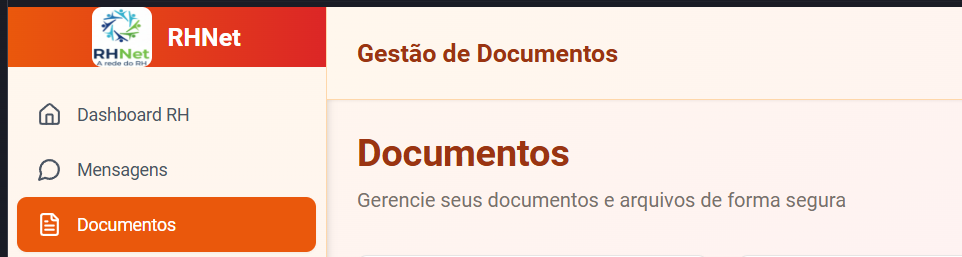 RHNet
A rede do RH
RHNet
Gestão de Documentos
Dashboard RH
Mensagens
Documentos
Documentos
Gerencie seus documentos e arquivos de forma segura